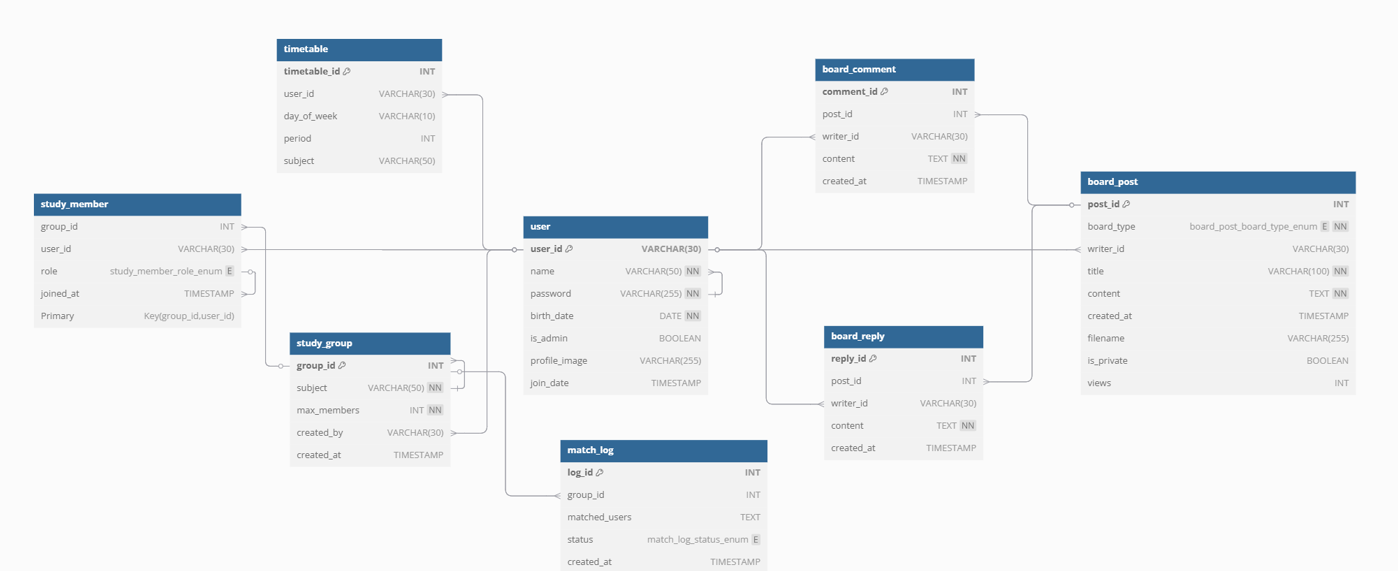 timetable
timetable_id INT
user_id VARCHAR(30)
day_of_week VARCHAR(10)
period INT
subject VARCHAR(50)
board_comment
comment_id INT
post_id INT
writer_id VARCHAR(30)
content TEXT NN
created_at TIMESTAMP
board_post
post_id INT
board_type board_post_board_type_enum E NN
writer_id VARCHAR(30)
title VARCHAR(100) NN
content TEXT NN
created_at TIMESTAMP
filename VARCHAR(255)
is_private BOOLEAN
views INT
study_member
group_id INT
user_id VARCHAR(30)
role study_member_role_enum E
joined_at TIMESTAMP
Primary Key(group_id,user_id)
user
user_id VARCHAR(30)
name VARCHAR(50) NN
password VARCHAR(255) NN
birth_date DATE NN
is_admin BOOLEAN
profile_image VARCHAR(255)
join_date TIMESTAMP
study_group
group_id INT
subject VARCHAR(50) NN
max_members INT NN
created_by VARCHAR(30)
created_at TIMESTAMP
board_reply
reply_id INT
post_id INT
writer_id VARCHAR(30)
content TEXT NN
created_at TIMESTAMP
match_log
log_id INT
group_id INT
matched_users TEXT
status match_log_status_enum E
created_at TIMESTAMP